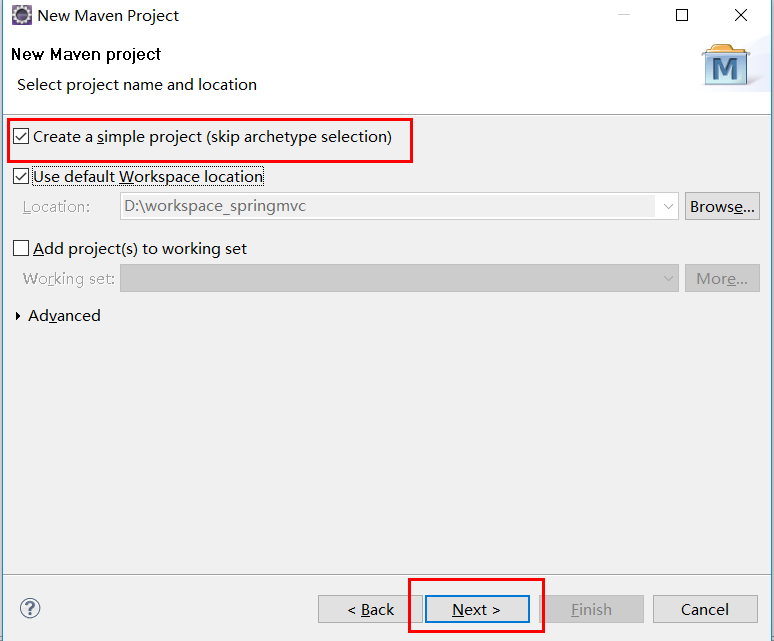 New Maven Project
New Maven project
Select project name and location
M
Create a simple project (skip archetype selection)
Use default Workspace location
Location: D:\workspace_springmvc Browse...
Add project(s) to working set
Working set: More...
Advanced
? < Back Next > Finish Cancel